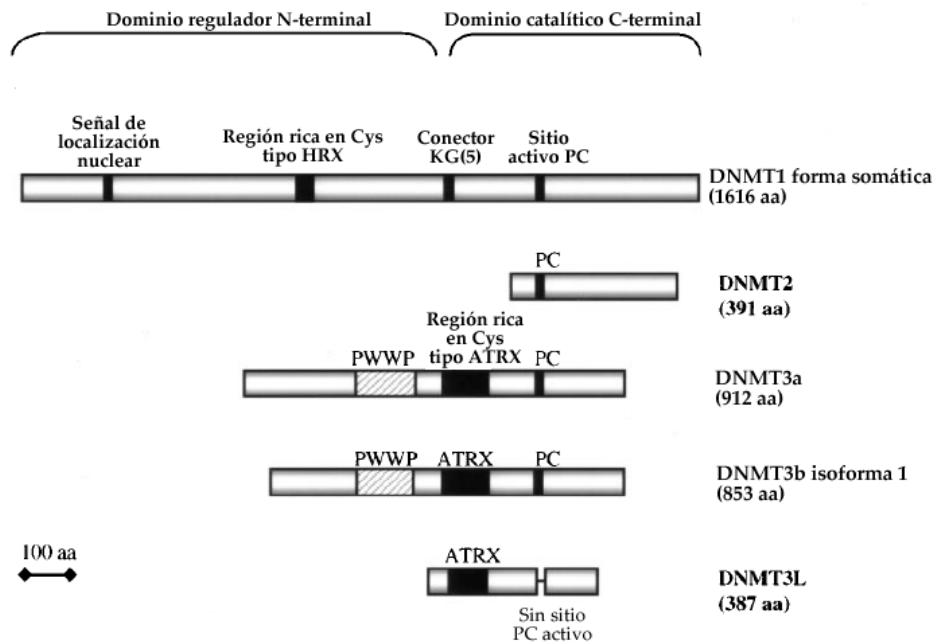 Dominio regulador N-terminal
Dominio catalítico C-terminal
Señal de
localización
nuclear
Región rica en Cys
tipo HRX
Conector
KG(5)
Sitio
activo PC
DNMT1 forma somática
(1616 aa)
PC
DNMT2
(391 aa)
PWWP
Región rica
en Cys
tipo ATRX
PC
DNMT3a
(912 aa)
PWWP
ATRX
PC
DNMT3b isoforma 1
(853 aa)
100 aa
ATRX
Sin sitio
PC activo
DNMT3L
(387 aa)